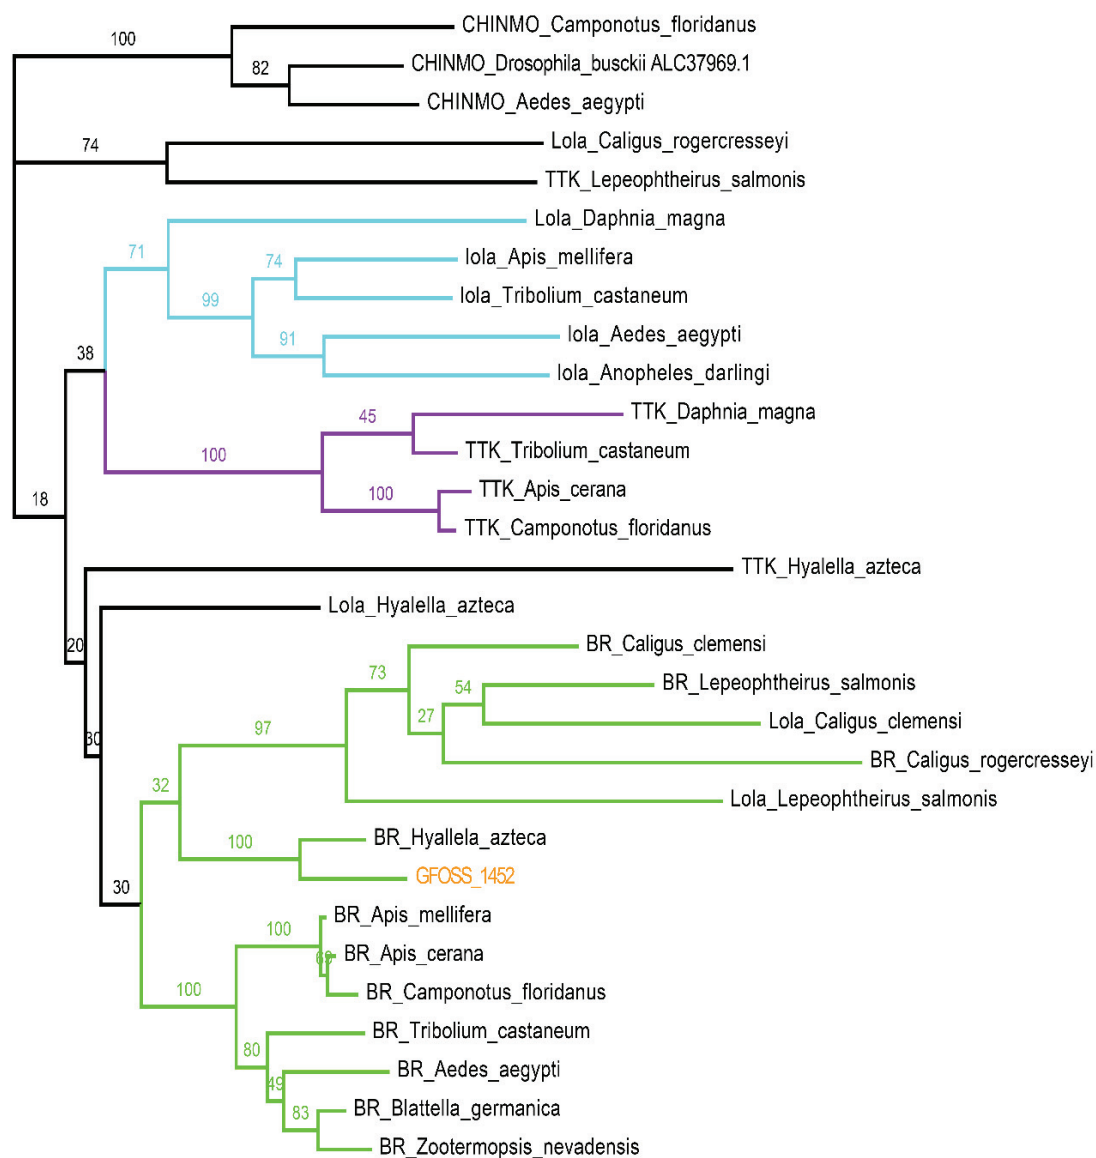 CHINMO_Camponotus_floridanus
100
CHINMO_Drosophila_busckii ALC37969.1
82
CHINMO_Aedes_aegypti
Lola_Caligus_rogercresseyi
74
TTK_Lepeophtheirus_salmonis
Lola_Daphnia_magna
71
lola_Apis_mellifera
74
lola_Tribolium_castaneum
99
lola_Aedes_aegypti
91
38
lola_Anopheles_darlingi
TTK_Daphnia_magna
45
TTK_Tribolium_castaneum
100
TTK_Apis_cerana
100
18
TTK_Camponotus_floridanus
TTK_Hyalella_azteca
Lola_Hyalella_azteca
20
BR_Caligus_clemensi
73
BR_Lepeophtheirus_salmonis
54
27
Lola_Caligus_clemensi
97
30
BR_Caligus_rogercresseyi
32
Lola_Lepeophtheirus_salmonis
BR_Hyallela_azteca
100
GFOSS_1452
30
BR_Apis_mellifera
100
BR_Apis_cerana
69
100
BR_Camponotus_floridanus
BR_Tribolium_castaneum
80
BR_Aedes_aegypti
49
BR_Blattella_germanica
83
BR_Zootermopsis_nevadensis